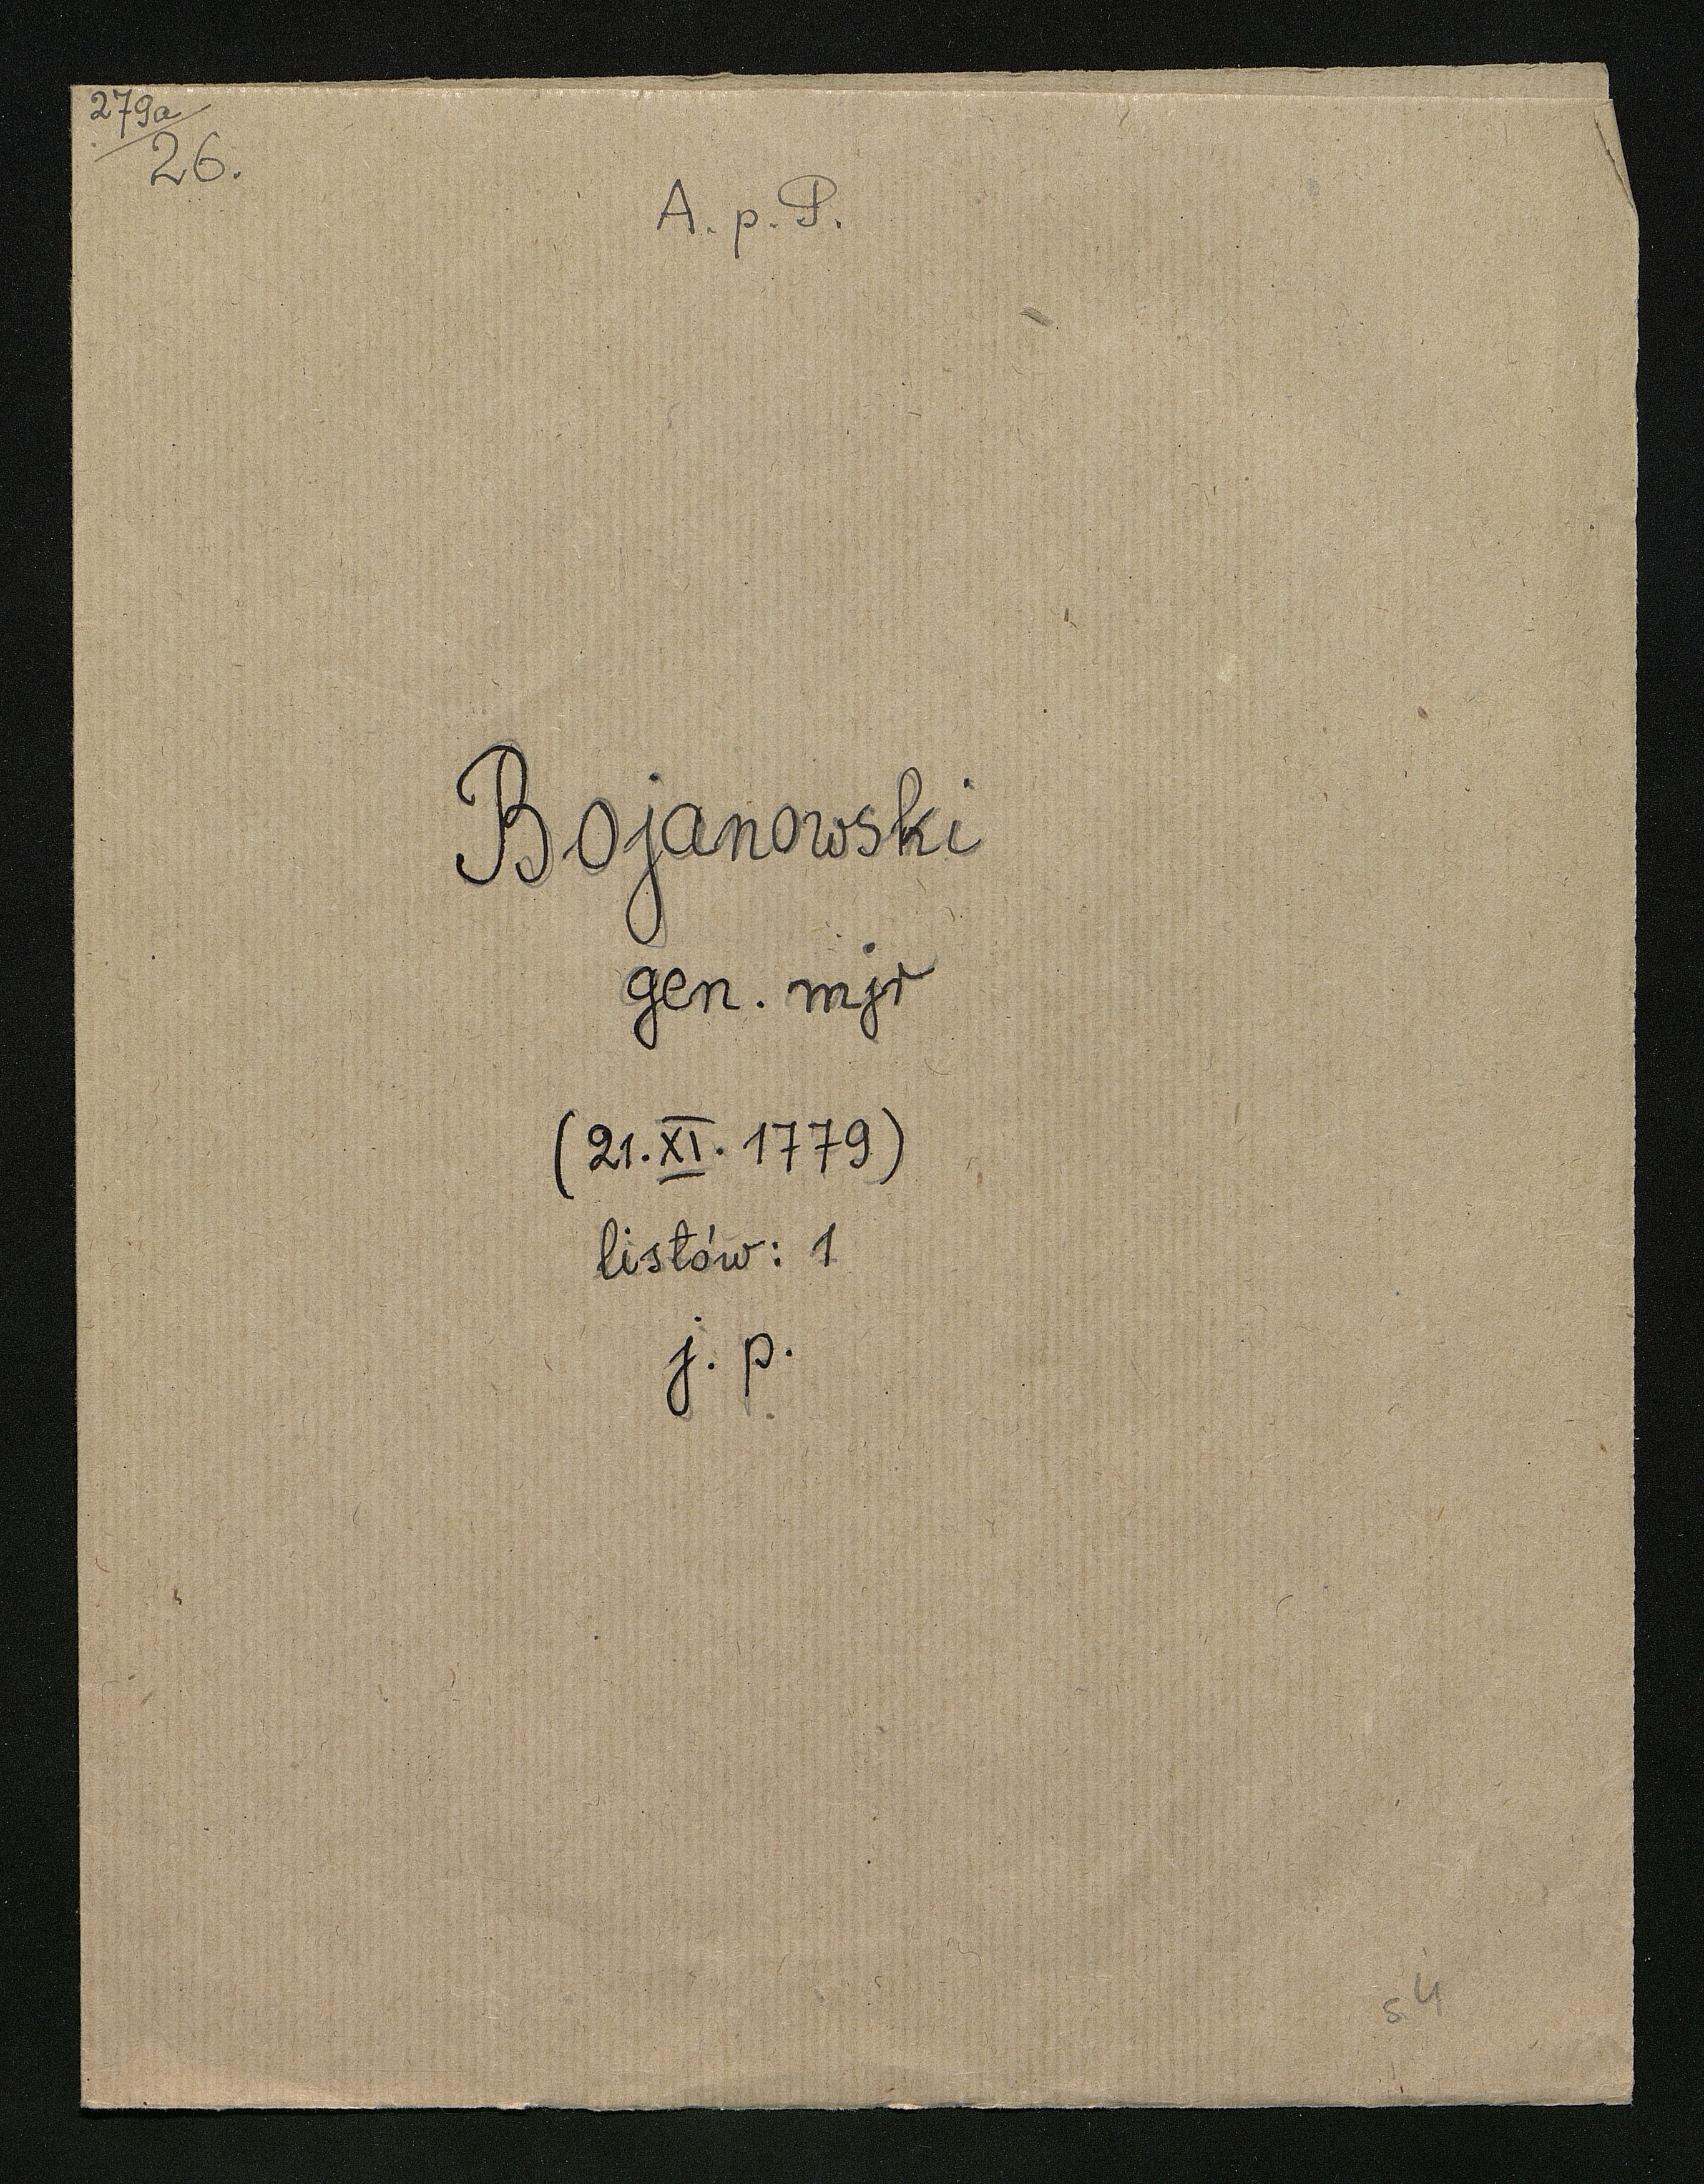 279a/
26.
A. p. P.
Bojanowski
gen. mjr
(21. XI. 1779)
listów: 1
j. p.
s. 4